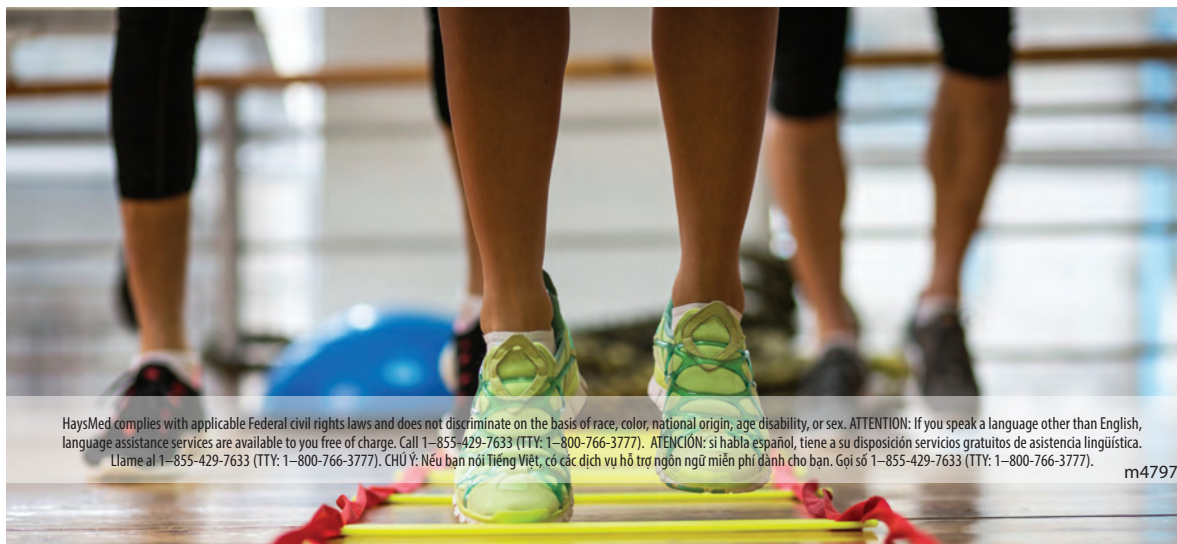 HaysMed complies with applicable Federal civil rights laws and does not discriminate on the basis of race, color, national origin, age disability, or sex. ATTENTION: If you speak a language other than English,
language assistance services are available to you free of charge. Call 1–855-429-7633 (TTY: 1–800-766-3777). ATENCIÓN: si habla español, tiene a su disposición servicios gratuitos de asistencia lingüística.
Llame al 1–855-429-7633 (TTY: 1–800-766-3777). CHÚ Ý: Nếu bạn nói Tiếng Việt, có các dịch vụ hỗ trợ ngôn ngữ miễn phí dành cho bạn. Gọi số 1–855-429-7633 (TTY: 1–800-766-3777).
m4797